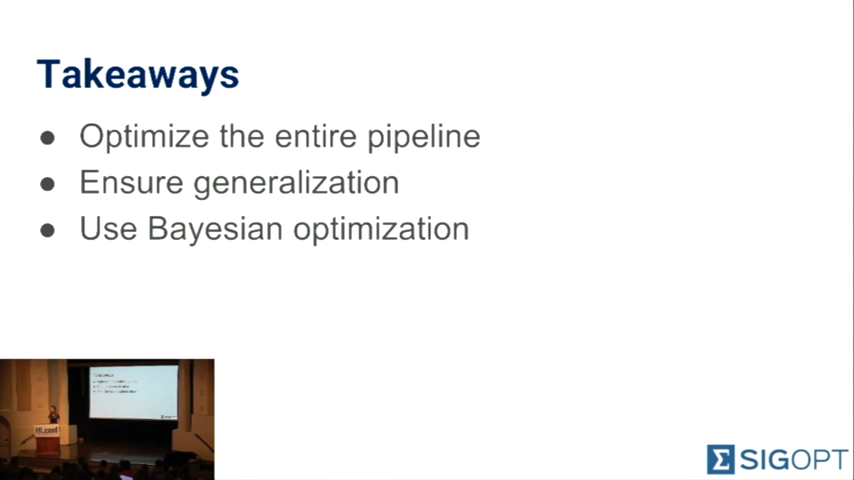 Takeaways
● Optimize the entire pipeline
● Ensure generalization
● Use Bayesian optimization
Σ SIGOPT